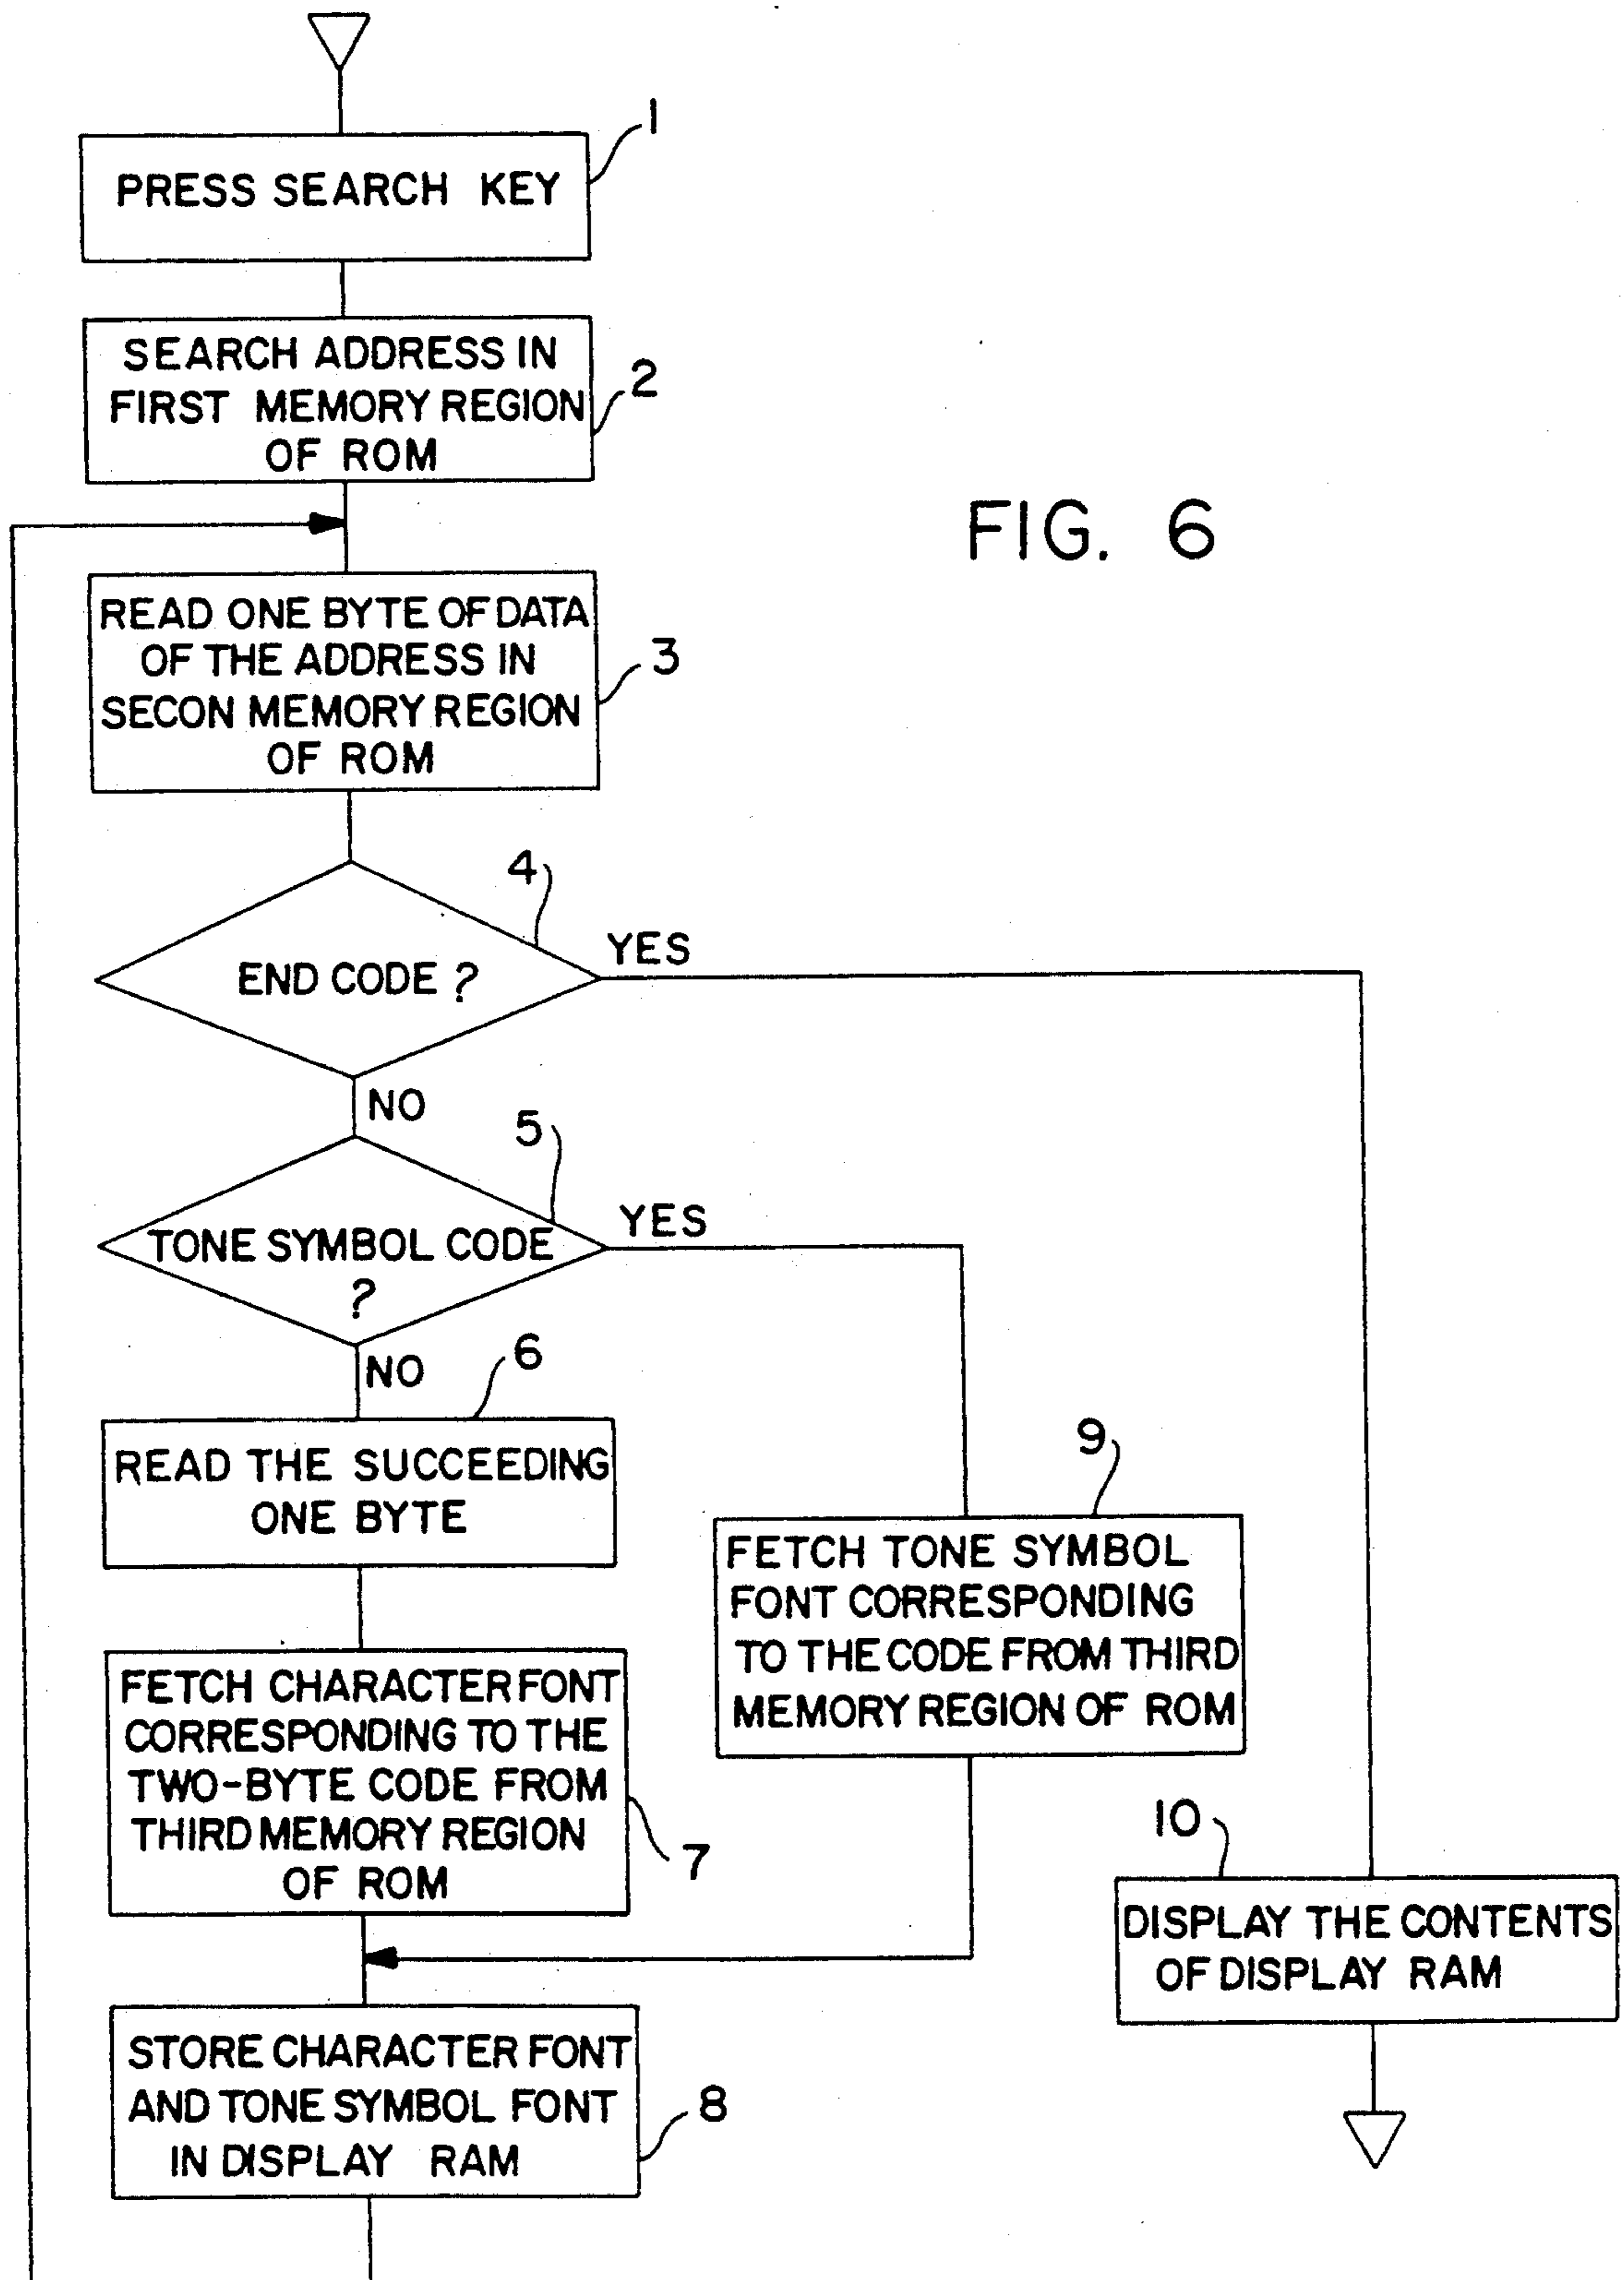 1
PRESS SEARCH KEY
SEARCH ADDRESS IN
FIRST MEMORY REGION
OF ROM
2
FIG. 6
READ ONE BYTE OF DATA
OF THE ADDRESS IN
SECON MEMORY REGION
OF ROM
3
4
YES
END CODE ?
NO
5
YES
TONE SYMBOL CODE
?
NO
6
READ THE SUCCEEDING
ONE BYTE
9
FETCH TONE SYMBOL
FONT CORRESPONDING
TO THE CODE FROM THIRD
MEMORY REGION OF ROM
FETCH CHARACTER FONT
CORRESPONDING TO THE
TWO-BYTE CODE FROM
THIRD MEMORY REGION
OF ROM
7
10
DISPLAY THE CONTENTS
OF DISPLAY RAM
STORE CHARACTER FONT
AND TONE SYMBOL FONT
IN DISPLAY RAM
8